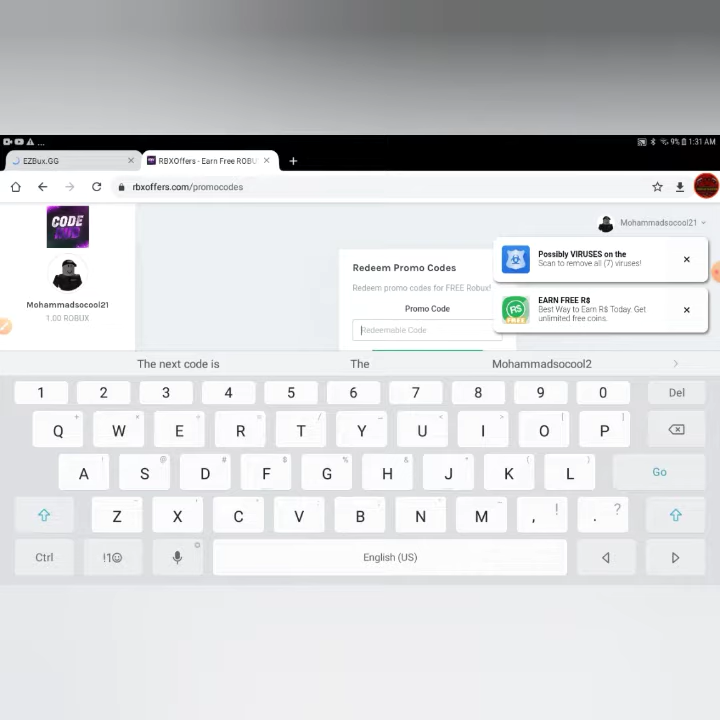 ... 9% 1:31 AM
EZBux.GG
RBXOffers - Earn Free ROBU
rbxoffers.com/promocodes
CODE
Mohammadsocool21
Mohammadsocool21
1.00 ROBUX
Redeem Promo Codes
Redeem promo codes for FREE Robux!
Promo Code
Redeemable Code
Possibly VIRUSES on the
Scan to remove all (7) viruses!
EARN FREE R$
Best Way to Earn R$ Today. Get
unlimited free coins.
RS
FREE
The next code is The Mohammadsocool2
1 2 3 4 5 6 7 8 9 0 Del
Q W E R T Y U I O P
A S D F G H J K L Go
Z X C V B N M , ! . ?
Ctrl !1☺ English (US)